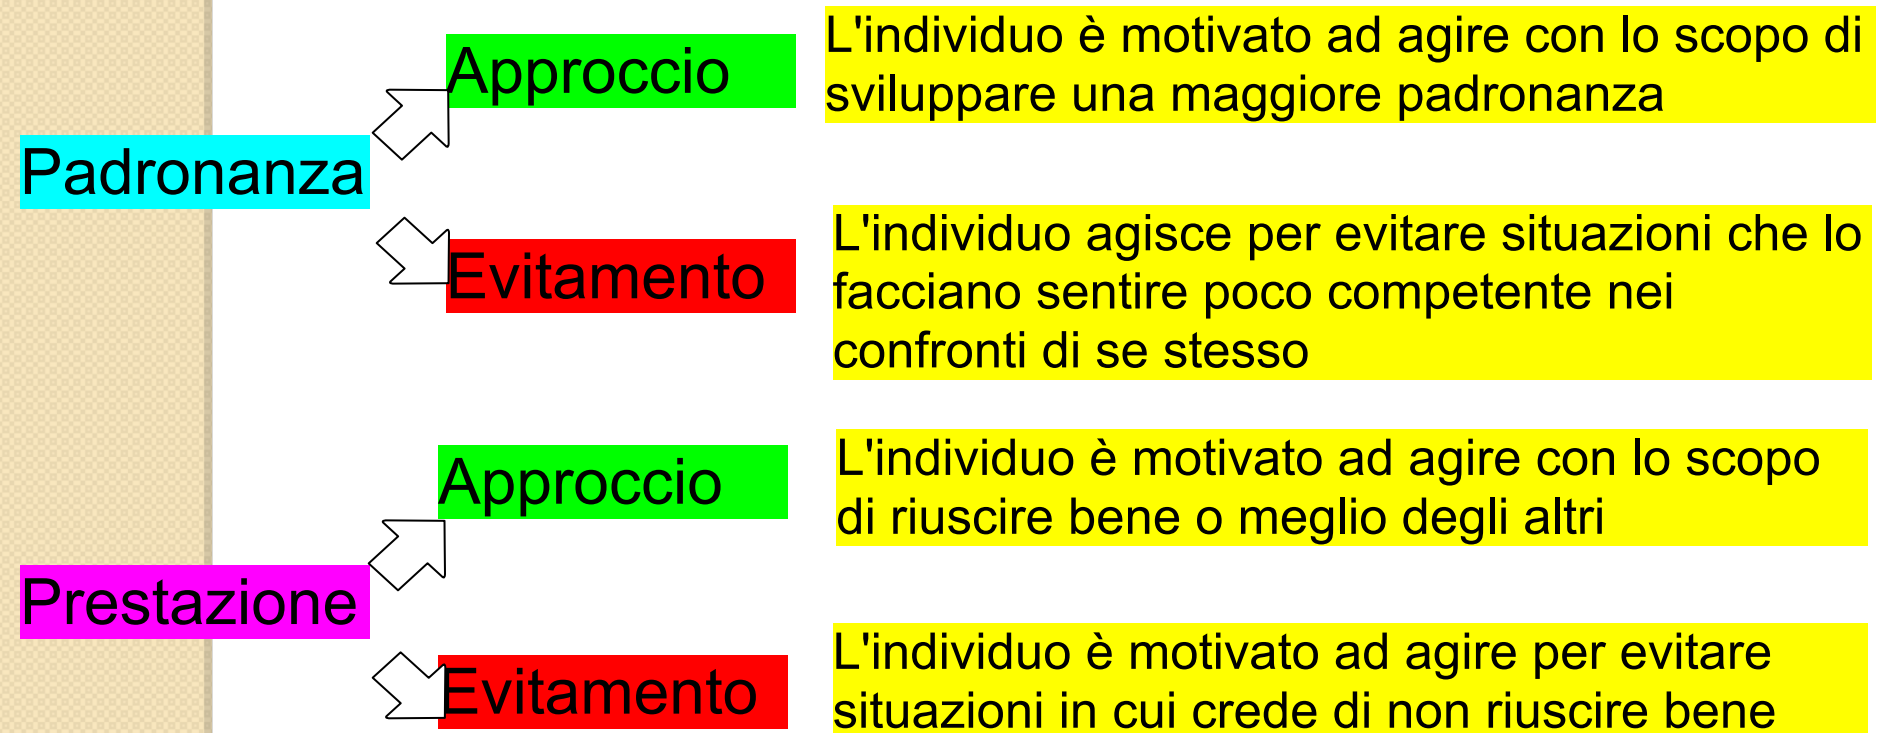 Padronanza
Approccio
L'individuo è motivato ad agire con lo scopo di
sviluppare una maggiore padronanza
Evitamento
L'individuo agisce per evitare situazioni che lo
facciano sentire poco competente nei
confronti di se stesso
Prestazione
Approccio
L'individuo è motivato ad agire con lo scopo
di riuscire bene o meglio degli altri
Evitamento
L'individuo è motivato ad agire per evitare
situazioni in cui crede di non riuscire bene